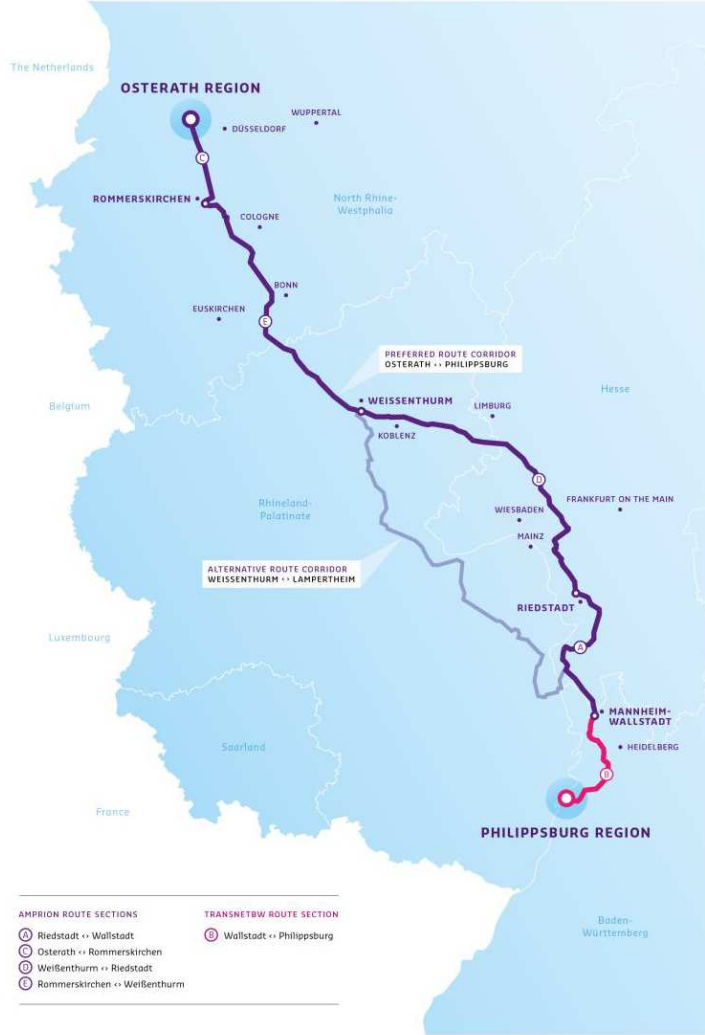 The Netherlands
OSTERATH REGION
WUPPERTAL
DÜSSELDORF
C
ROMMERSKIRCHEN
North Rhine-
Westphalia
COLOGNE
BONN
EUSKIRCHEN
E
PREFERRED ROUTE CORRIDOR
OSTERATH ‹› PHILIPPSBURG
Hesse
Belgium
WEISSENTHURM
LIMBURG
KOBLENZ
D
Rhineland-
Palatinate
FRANKFURT ON THE MAIN
WIESBADEN
MAINZ
ALTERNATIVE ROUTE CORRIDOR
WEISSENTHURM ‹› LAMPERTHEIM
RIEDSTADT
Luxembourg
A
MANNHEIM-
WALLSTADT
Saarland
HEIDELBERG
B
France
PHILIPPSBURG REGION
AMPRION ROUTE SECTIONS
A Riedstadt ‹› Wallstadt
C Osterath ‹› Rommerskirchen
D Weißenthurm ‹› Riedstadt
E Rommerskirchen ‹› Weißenthurm
TRANSNETBW ROUTE SECTION
B Wallstadt ‹› Philippsburg
Baden-
Württemberg